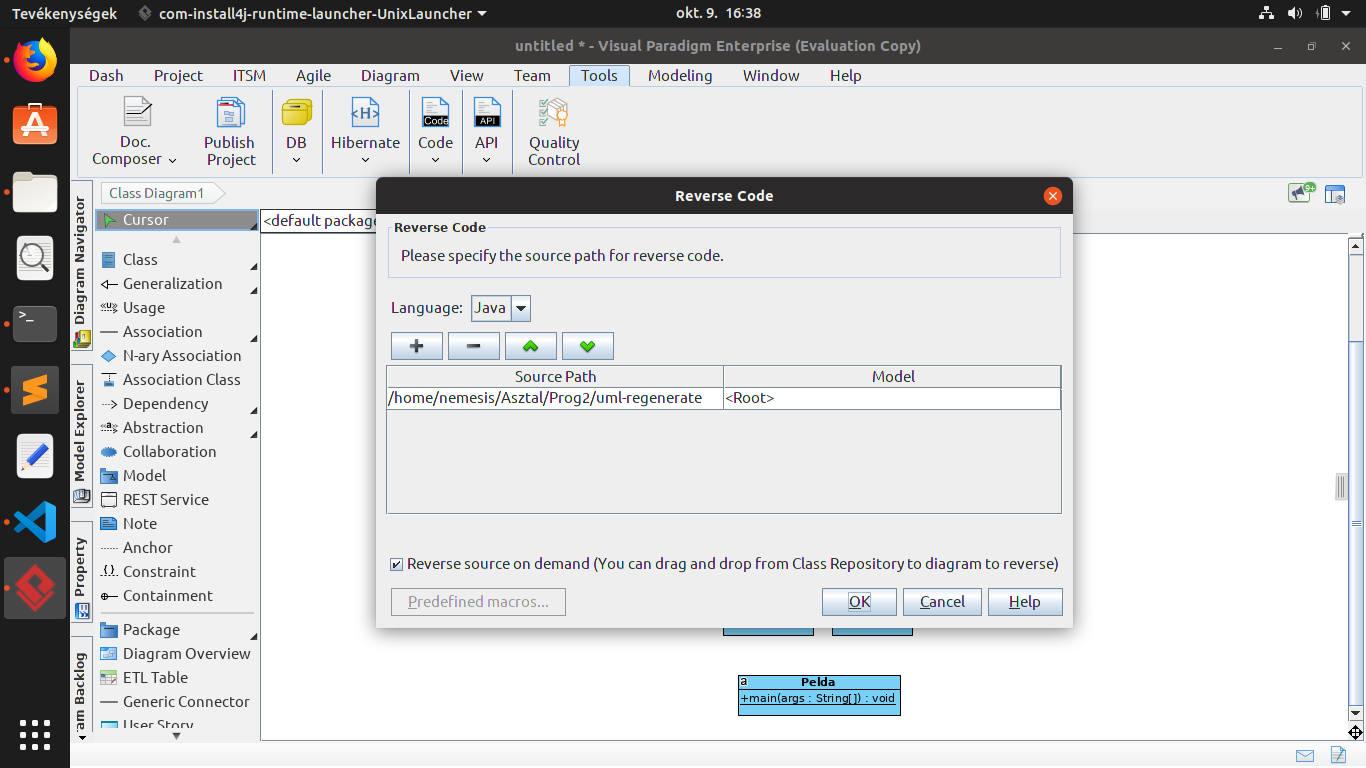 Tevékenységek
com-install4j-runtime-launcher-UnixLauncher
okt. 9. 16:38
untitled * - Visual Paradigm Enterprise (Evaluation Copy)
Dash Project ITSM Agile Diagram View Team Tools Modeling Window Help
Doc. Composer
Publish Project
DB
<H>
Hibernate
Code
Code
API
API
Quality Control
9+
Class Diagram1
<default package
Diagram Navigator
Model Explorer
Property
Backlog
Cursor
Class
Generalization
Usage
Association
N-ary Association
Association Class
Dependency
Abstraction
Collaboration
Model
REST Service
Note
Anchor
Constraint
Containment
Package
Diagram Overview
ETL Table
Generic Connector
User Story
Reverse Code
Reverse Code
Please specify the source path for reverse code.
Language: Java
Source Path Model
/home/nemesis/Asztal/Prog2/uml-regenerate <Root>
Reverse source on demand (You can drag and drop from Class Repository to diagram to reverse)
Predefined macros...
OK Cancel Help
a Pelda
+main(args : String[]) : void